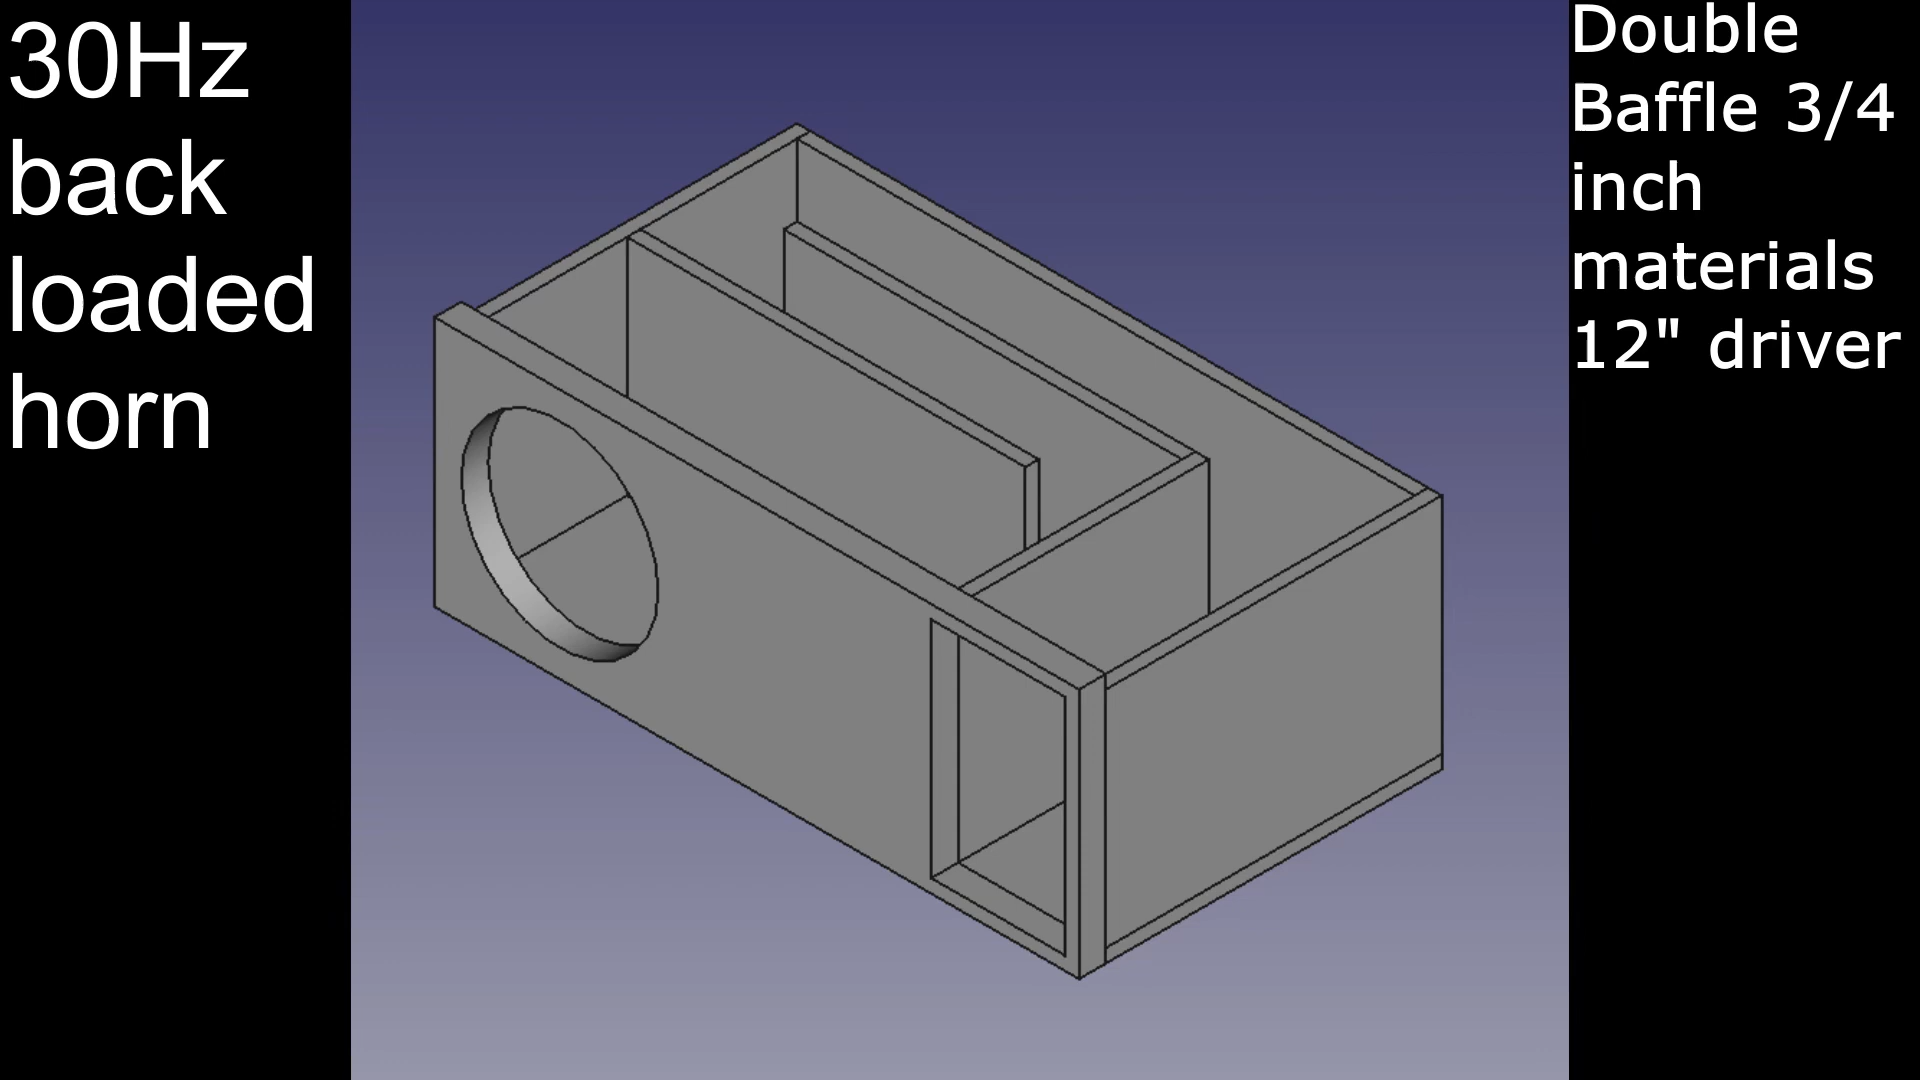 30Hz
back
loaded
horn
Double
Baffle 3/4
inch
materials
12" driver